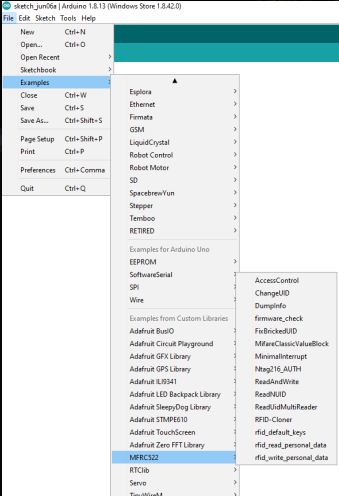 sketch_jun06a | Arduino 1.8.13 (Windows Store 1.8.42.0)
File Edit Sketch Tools Help
New Ctrl+N
Open... Ctrl+O
Open Recent
Sketchbook
Examples
Close Ctrl+W
Save Ctrl+S
Save As... Ctrl+Shift+S
Page Setup Ctrl+Shift+P
Print Ctrl+P
Preferences Ctrl+Comma
Quit Ctrl+Q
Esplora
Ethernet
Firmata
GSM
LiquidCrystal
Robot Control
Robot Motor
SD
SpacebrewYun
Stepper
Temboo
RETIRED
Examples for Arduino Uno
EEPROM
SoftwareSerial
SPI
Wire
Examples from Custom Libraries
Adafruit BusIO
Adafruit Circuit Playground
Adafruit GFX Library
Adafruit GPS Library
Adafruit ILI9341
Adafruit LED Backpack Library
Adafruit SleepyDog Library
Adafruit STMPE610
Adafruit TouchScreen
Adafruit Zero FFT Library
MFRC522
RTClib
Servo
TinyWireM
AccessControl
ChangeUID
DumpInfo
firmware_check
FixBrickedUID
MifareClassicValueBlock
MinimalInterrupt
Ntag216_AUTH
ReadAndWrite
ReadNUID
ReadUidMultiReader
RFID-Cloner
rfid_default_keys
rfid_read_personal_data
rfid_write_personal_data